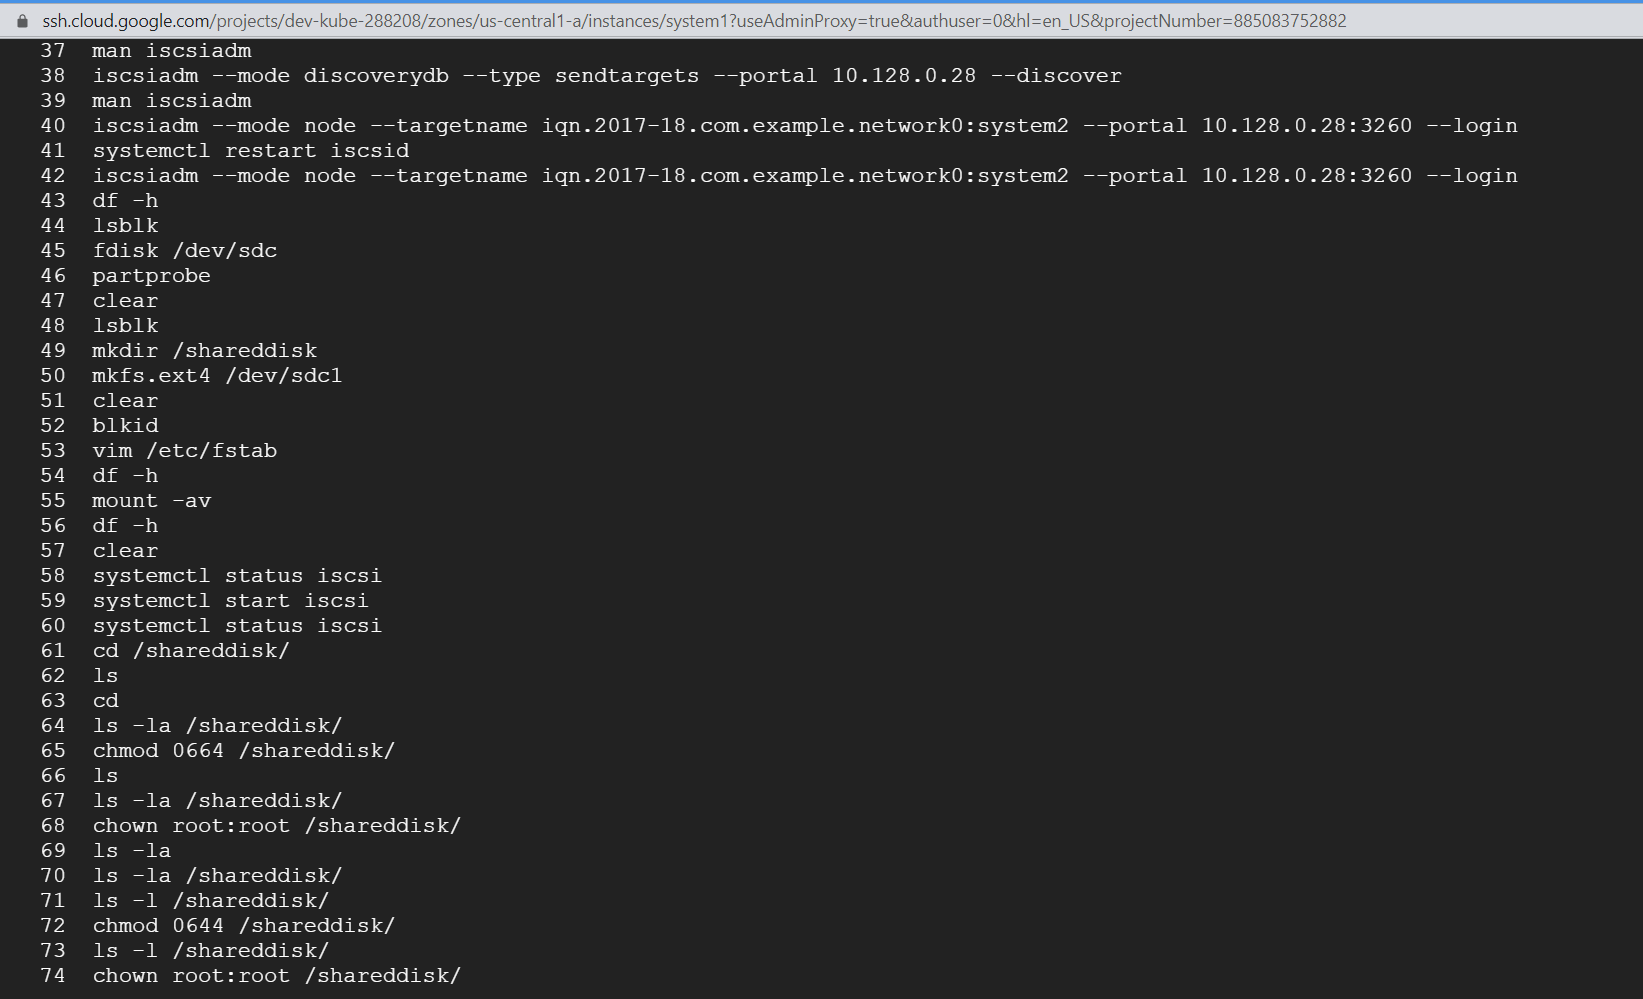 ssh.cloud.google.com/projects/dev-kube-288208/zones/us-central1-a/instances/system1?useAdminProxy=true&authuser=0&hl=en_US&projectNumber=885083752882
37 man iscsiadm
38 iscsiadm --mode discoverydb --type sendtargets --portal 10.128.0.28 --discover
39 man iscsiadm
40 iscsiadm --mode node --targetname iqn.2017-18.com.example.network0:system2 --portal 10.128.0.28:3260 --login
41 systemctl restart iscsid
42 iscsiadm --mode node --targetname iqn.2017-18.com.example.network0:system2 --portal 10.128.0.28:3260 --login
43 df -h
44 lsblk
45 fdisk /dev/sdc
46 partprobe
47 clear
48 lsblk
49 mkdir /shareddisk
50 mkfs.ext4 /dev/sdc1
51 clear
52 blkid
53 vim /etc/fstab
54 df -h
55 mount -av
56 df -h
57 clear
58 systemctl status iscsi
59 systemctl start iscsi
60 systemctl status iscsi
61 cd /shareddisk/
62 ls
63 cd
64 ls -la /shareddisk/
65 chmod 0664 /shareddisk/
66 ls
67 ls -la /shareddisk/
68 chown root:root /shareddisk/
69 ls -la
70 ls -la /shareddisk/
71 ls -l /shareddisk/
72 chmod 0644 /shareddisk/
73 ls -l /shareddisk/
74 chown root:root /shareddisk/